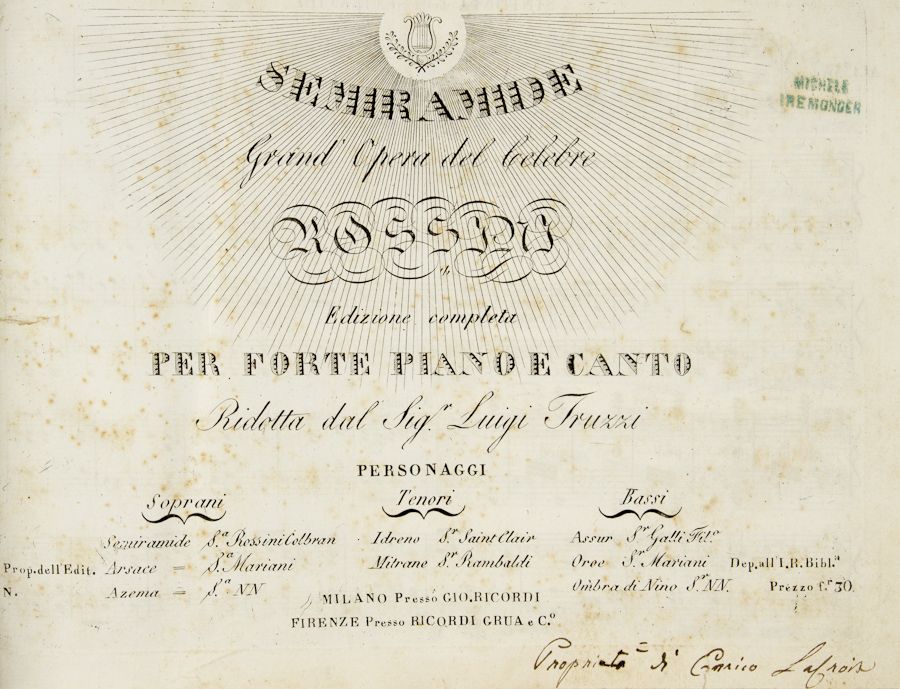 SEMIRAMIDE
MICHELE
IREMONGER
Grand' Opera del Celebre
ROSSINI
Edizione completa
PER FORTE PIANO E CANTO
Ridotta dal Sig.r Luigi Truzzi
PERSONAGGI
Soprani Tenori Bassi
Semiramide S.a Rossini Colbran Idreno S.r Saint Clair Assur S.r Galli Fil.o
Prop. dell'Edit. Arsace = S.a Mariani Mitrane S.r Rambaldi Oroe S.r Mariani Dep. all'I. R. Bibl.a
N. Azema = S.a NN Ombra di Nino S.r NN. Prezzo f.r 30.
MILANO Presso GIO. RICORDI
FIRENZE Presso RICORDI GRUA e C.o
Proprietà di Enrico LaCroix